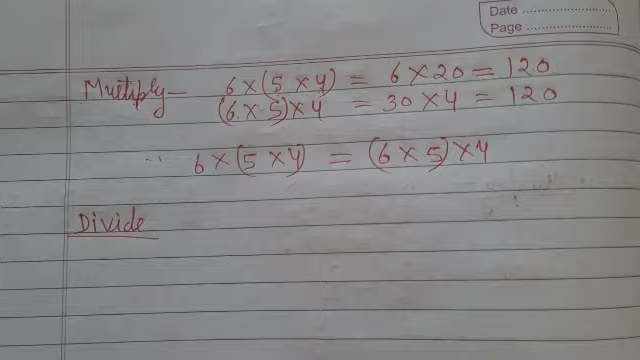 Date ....................
Page ....................
Multiply - 6 × (5 × 4) = 6 × 20 = 120
(6 × 5) × 4 = 30 × 4 = 120
∴ 6 × (5 × 4) = (6 × 5) × 4
Divide